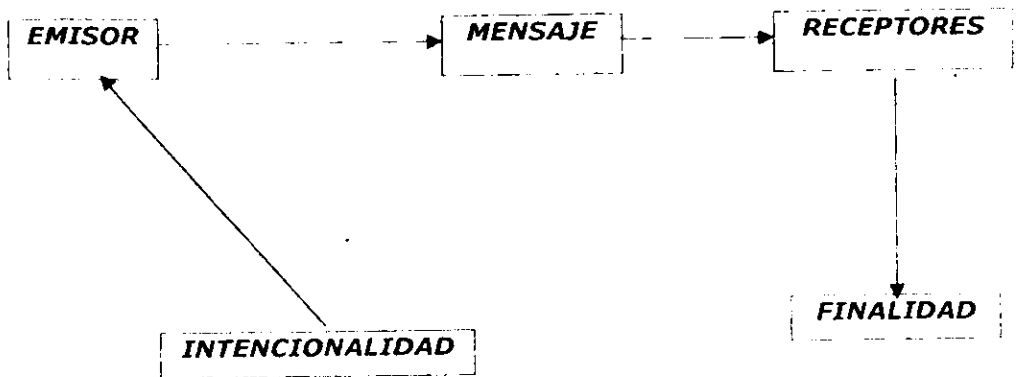 EMISOR
MENSAJE
RECEPTORES
FINALIDAD
INTENCIONALIDAD